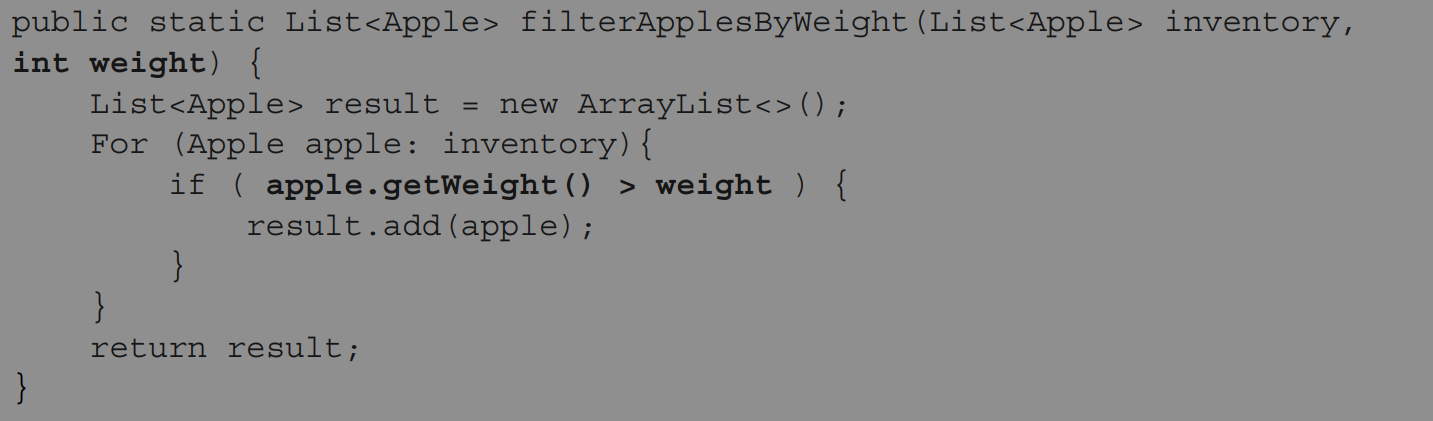 public static List<Apple> filterApplesByWeight(List<Apple> inventory,
int weight) {
    List<Apple> result = new ArrayList<>();
    For (Apple apple: inventory){
        if ( apple.getWeight() > weight ) {
            result.add(apple);
        }
    }
    return result;
}